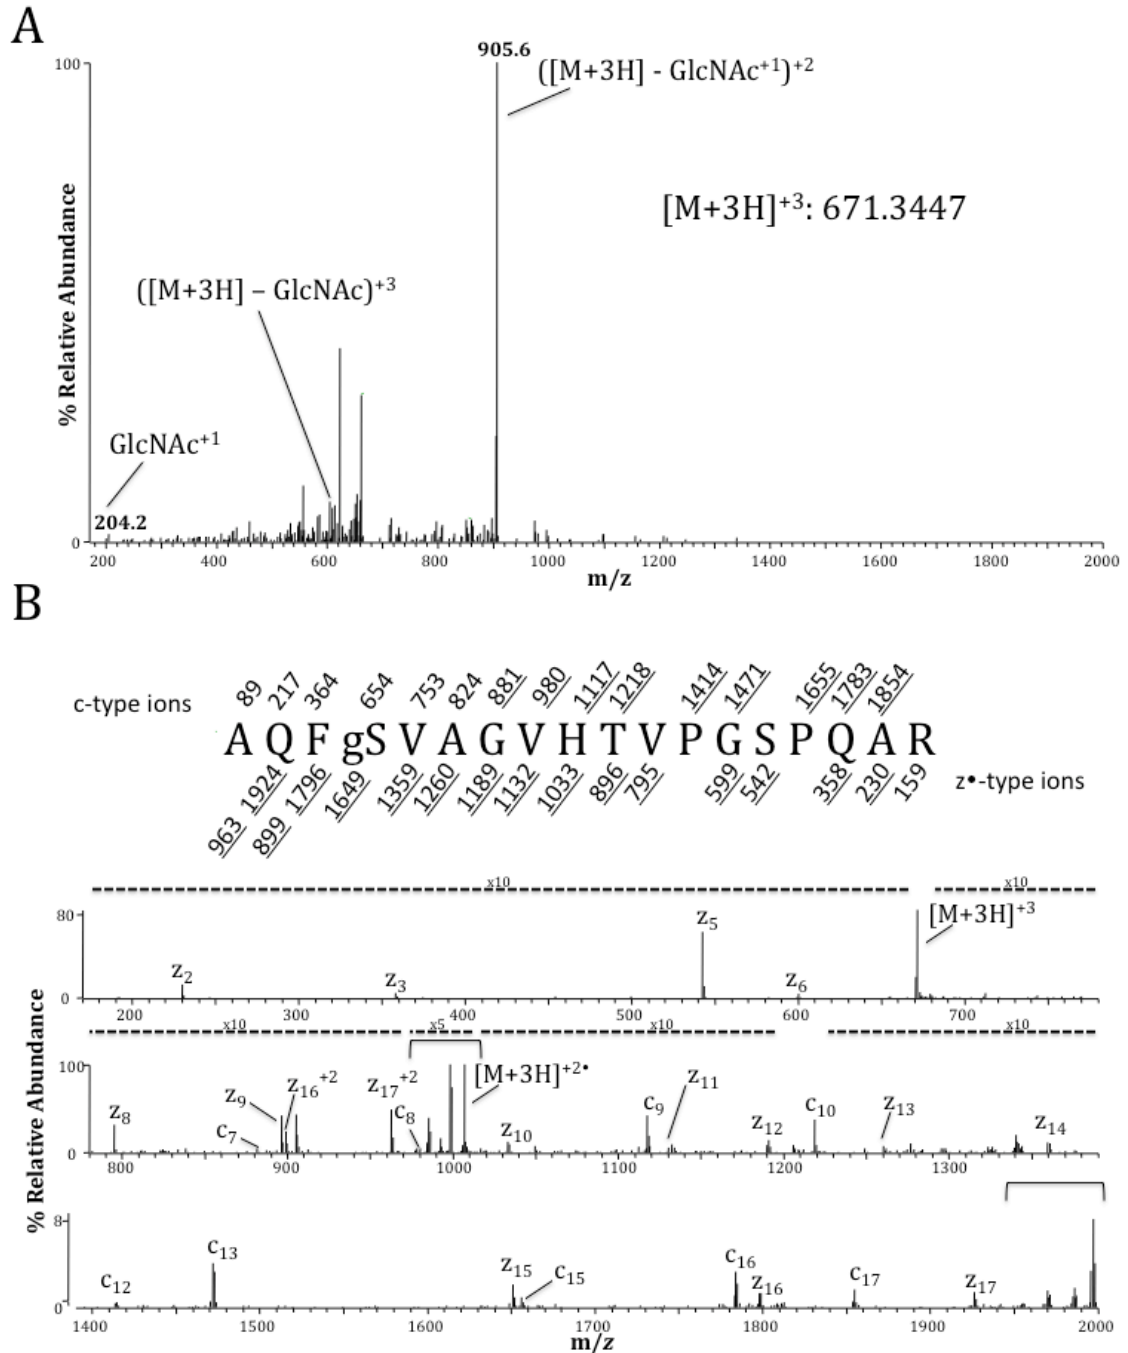 A
905.6
([M+3H] - GlcNAc⁺¹)⁺²
100
[M+3H]⁺³: 671.3447
([M+3H] – GlcNAc)⁺³
GlcNAc⁺¹
204.2
0
% Relative Abundance
200 400 600 800 1000 1200 1400 1600 1800 2000
m/z
B
c-type ions
89 217 364 654 753 824 881 980 1117 1218 1414 1471 1655 1783 1854
A Q F gS V A G V H T V P G S P Q A R
1924 1796 1649 1359 1260 1189 1132 1033 896 795 599 542 358 230 159
963 899
z•-type ions
x10 x10
80
z₂ z₃ z₅ z₆ [M+3H]⁺³
0
200 300 400 500 600 700
x10 x5 x10 x10
100
z₈ c₇ z₉ z₁₆⁺² z₁₇⁺² c₈ [M+3H]⁺²• z₁₀ c₉ z₁₁ z₁₂ c₁₀ z₁₃ z₁₄
0
800 900 1000 1100 1200 1300
% Relative Abundance
8
c₁₂ c₁₃ z₁₅ c₁₅ c₁₆ z₁₆ c₁₇ z₁₇
0
1400 1500 1600 1700 1800 1900 2000
m/z